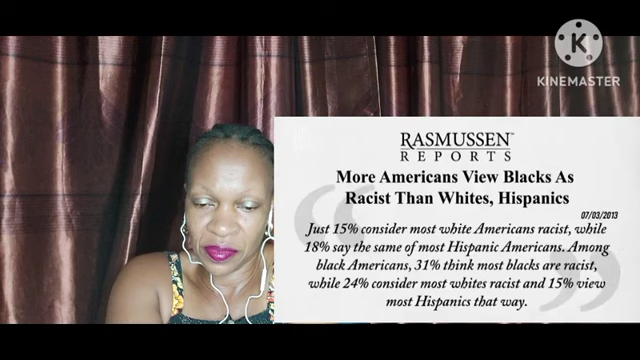 KINEMASTER
RASMUSSEN™
REPORTS
More Americans View Blacks As
Racist Than Whites, Hispanics
07/03/2013
Just 15% consider most white Americans racist, while
18% say the same of most Hispanic Americans. Among
black Americans, 31% think most blacks are racist,
while 24% consider most whites racist and 15% view
most Hispanics that way.